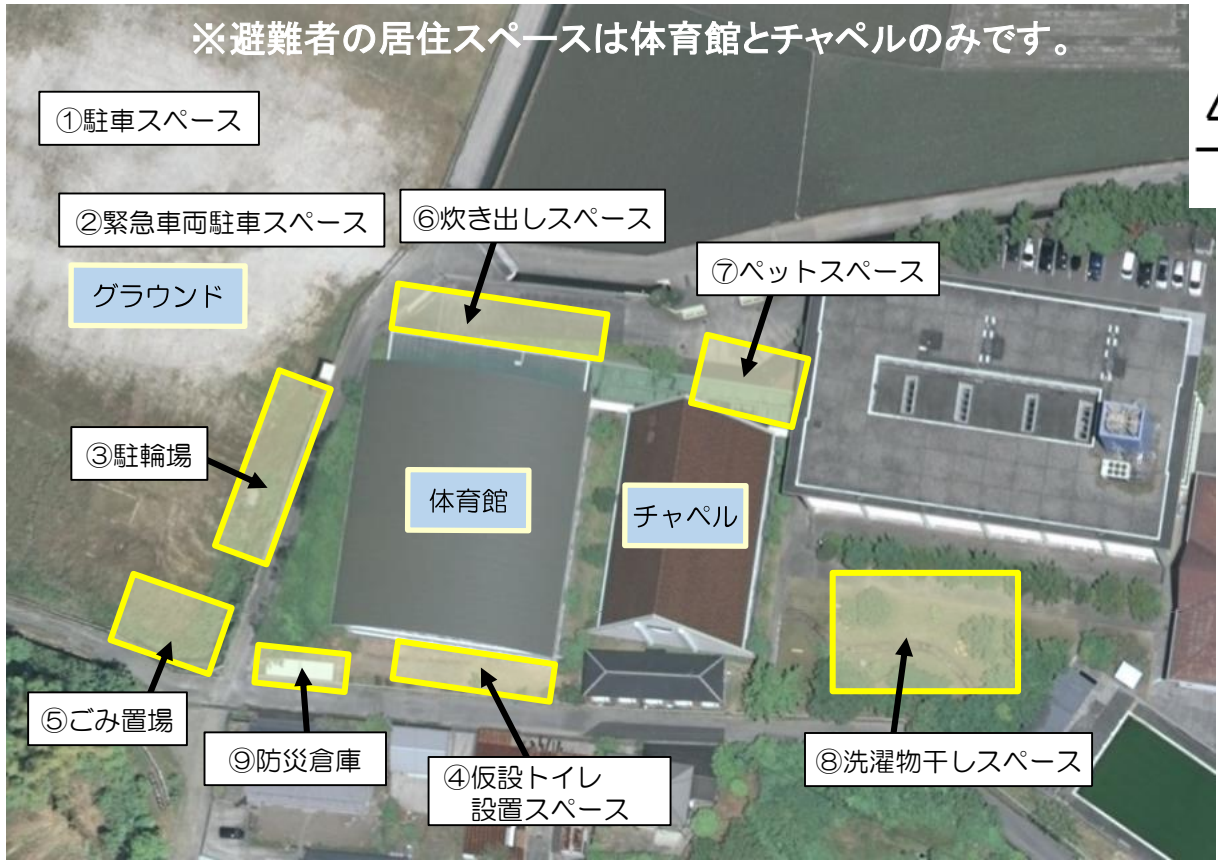 ※避難者の居住スペースは体育館とチャペルのみです。
①駐車スペース
②緊急車両駐車スペース
⑥炊き出しスペース
⑦ペットスペース
グラウンド
③駐輪場
体育館
チャペル
⑤ごみ置場
⑨防災倉庫
④仮設トイレ
設置スペース
⑧洗濯物干しスペース